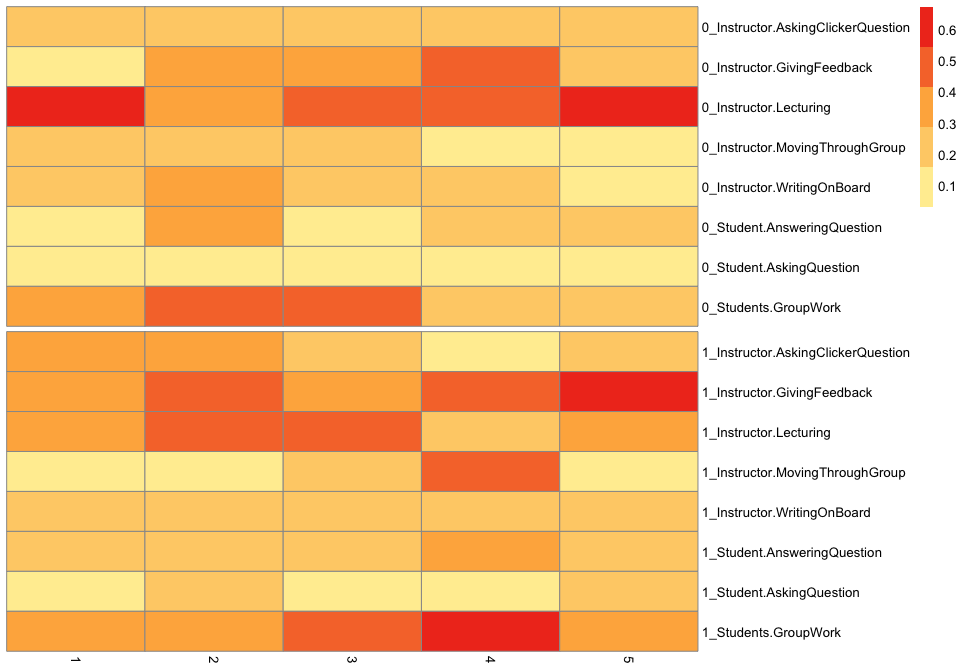 0_Instructor.AskingClickerQuestion
0_Instructor.GivingFeedback
0_Instructor.Lecturing
0_Instructor.MovingThroughGroup
0_Instructor.WritingOnBoard
0_Student.AnsweringQuestion
0_Student.AskingQuestion
0_Students.GroupWork
1_Instructor.AskingClickerQuestion
1_Instructor.GivingFeedback
1_Instructor.Lecturing
1_Instructor.MovingThroughGroup
1_Instructor.WritingOnBoard
1_Student.AnsweringQuestion
1_Student.AskingQuestion
1_Students.GroupWork
1 2 3 4 5
0.6
0.5
0.4
0.3
0.2
0.1